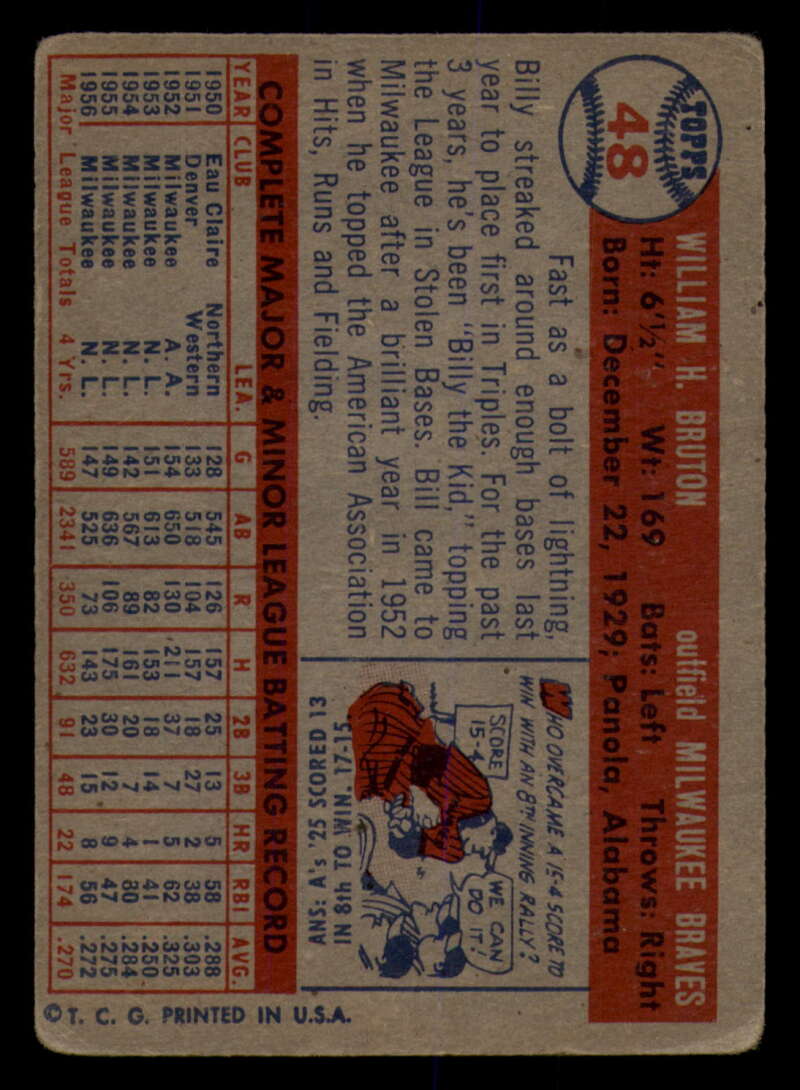 TOPPS
48
WILLIAM H. BRUTON outfield MILWAUKEE BRAVES
Ht: 6'½" Wt: 169 Bats: Left Throws: Right
Born: December 22, 1929; Panola, Alabama
Fast as a bolt of lightning,
Billy streaked around enough bases last
year to place first in Triples. For the past
3 years, he's been "Billy the Kid," topping
the League in Stolen Bases. Bill came to
Milwaukee after a brilliant year in 1952
when he topped the American Association
in Hits, Runs and Fielding.
WHO OVERCAME A 15-4 SCORE TO
WIN WITH AN 8TH INNING RALLY?
SCORE
15-4
WE CAN
DO IT!
ANS: A's '25 SCORED 13
IN 8th TO WIN, 17-15.
COMPLETE MAJOR & MINOR LEAGUE BATTING RECORD
YEAR CLUB LEA. G AB R H 2B 3B HR RBI AVG.
1950 Eau Claire Northern 128 545 126 157 25 13 5 58 .288
1951 Denver Western 133 518 104 157 18 27 2 38 .303
1952 Milwaukee A. A. 154 650 130 211 37 7 5 62 .325
1953 Milwaukee N. L. 151 613 82 153 18 14 1 41 .250
1954 Milwaukee N. L. 142 567 89 161 20 7 4 80 .284
1955 Milwaukee N. L. 149 636 106 175 30 12 9 47 .275
1956 Milwaukee N. L. 147 525 73 143 23 15 8 56 .272
Major League Totals 4 Yrs. 589 2341 350 632 91 48 22 174 .270
© T. C. G. PRINTED IN U.S.A.